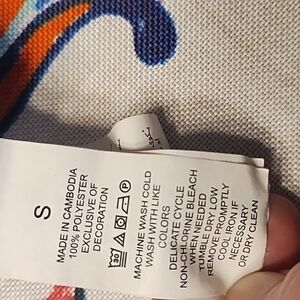 S
MADE IN CAMBODIA
100% POLYESTER
EXCLUSIVE OF
DECORATION
30
MACHINE WASH COLD
WASH WITH LIKE
COLORS
DELICATE CYCLE
NON-CHLORINE BLEACH
WHEN NEEDED
TUMBLE DRY LOW
REMOVE PROMPTLY
COOL IRON IF
NECESSARY
OR DRY CLEAN